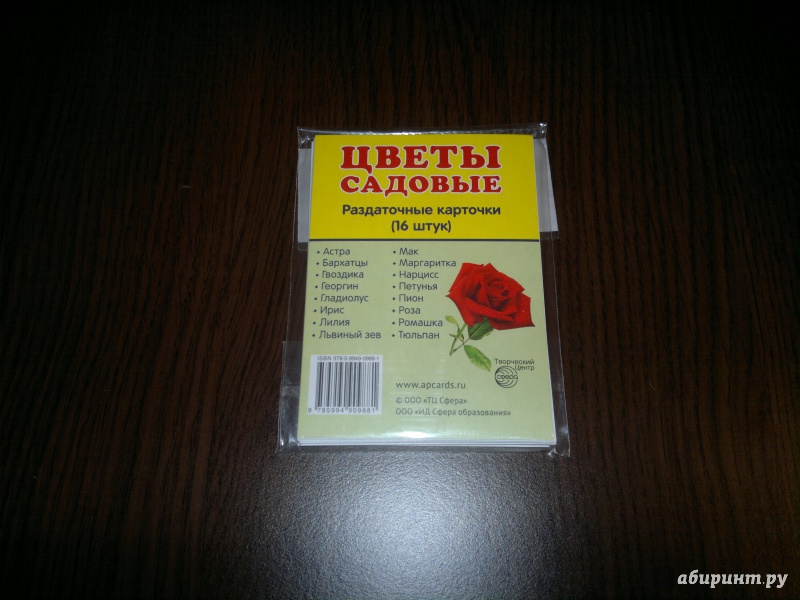 ЦВЕТЫ
САДОВЫЕ
Раздаточные карточки
(16 штук)
• Астра
• Бархатцы
• Гвоздика
• Георгин
• Гладиолус
• Ирис
• Лилия
• Львиный зев
• Мак
• Маргаритка
• Нарцисс
• Петунья
• Пион
• Роза
• Ромашка
• Тюльпан
Творческий
Центр
СФЕРА
www.apcards.ru
© ООО «ТЦ Сфера»
ООО «ИД Сфера образования»
абиринт.ру